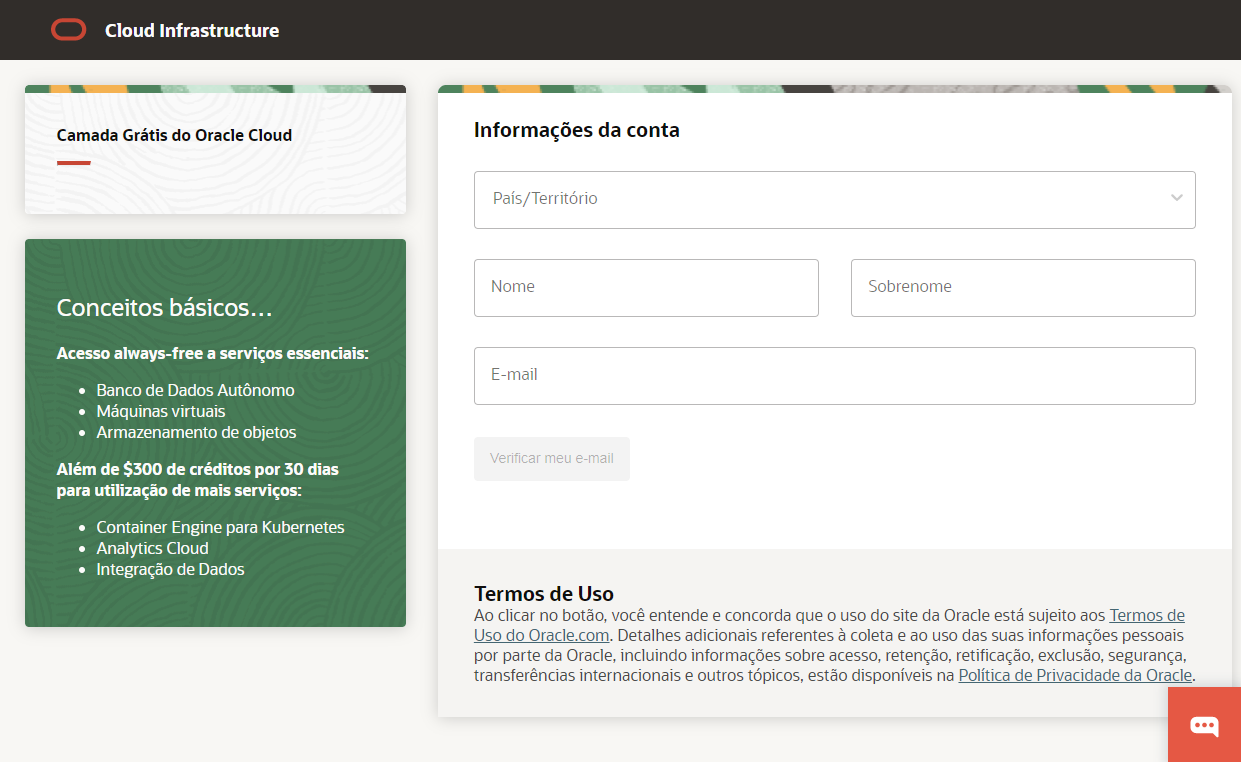 Cloud Infrastructure
Camada Grátis do Oracle Cloud
Conceitos básicos...
Acesso always-free a serviços essenciais:
• Banco de Dados Autônomo
• Máquinas virtuais
• Armazenamento de objetos
Além de $300 de créditos por 30 dias
para utilização de mais serviços:
• Container Engine para Kubernetes
• Analytics Cloud
• Integração de Dados
Informações da conta
País/Território
Nome
Sobrenome
E-mail
Verificar meu e-mail
Termos de Uso
Ao clicar no botão, você entende e concorda que o uso do site da Oracle está sujeito aos Termos de
Uso do Oracle.com. Detalhes adicionais referentes à coleta e ao uso das suas informações pessoais
por parte da Oracle, incluindo informações sobre acesso, retenção, retificação, exclusão, segurança,
transferências internacionais e outros tópicos, estão disponíveis na Política de Privacidade da Oracle.